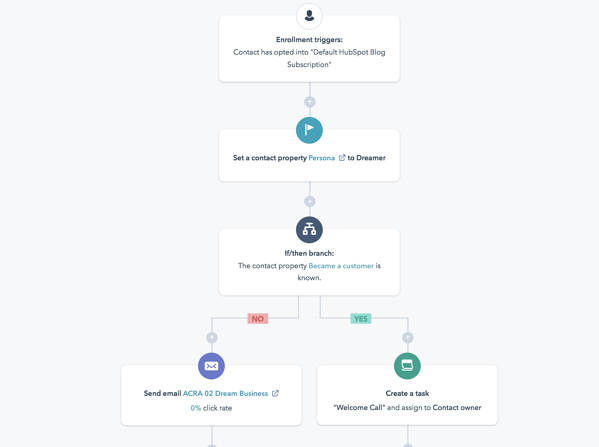 Enrollment triggers:
Contact has opted into "Default HubSpot Blog
Subscription"
Set a contact property Persona to Dreamer
If/then branch:
The contact property Became a customer is
known.
NO
YES
Send email ACRA 02 Dream Business
0% click rate
Create a task
"Welcome Call" and assign to Contact owner